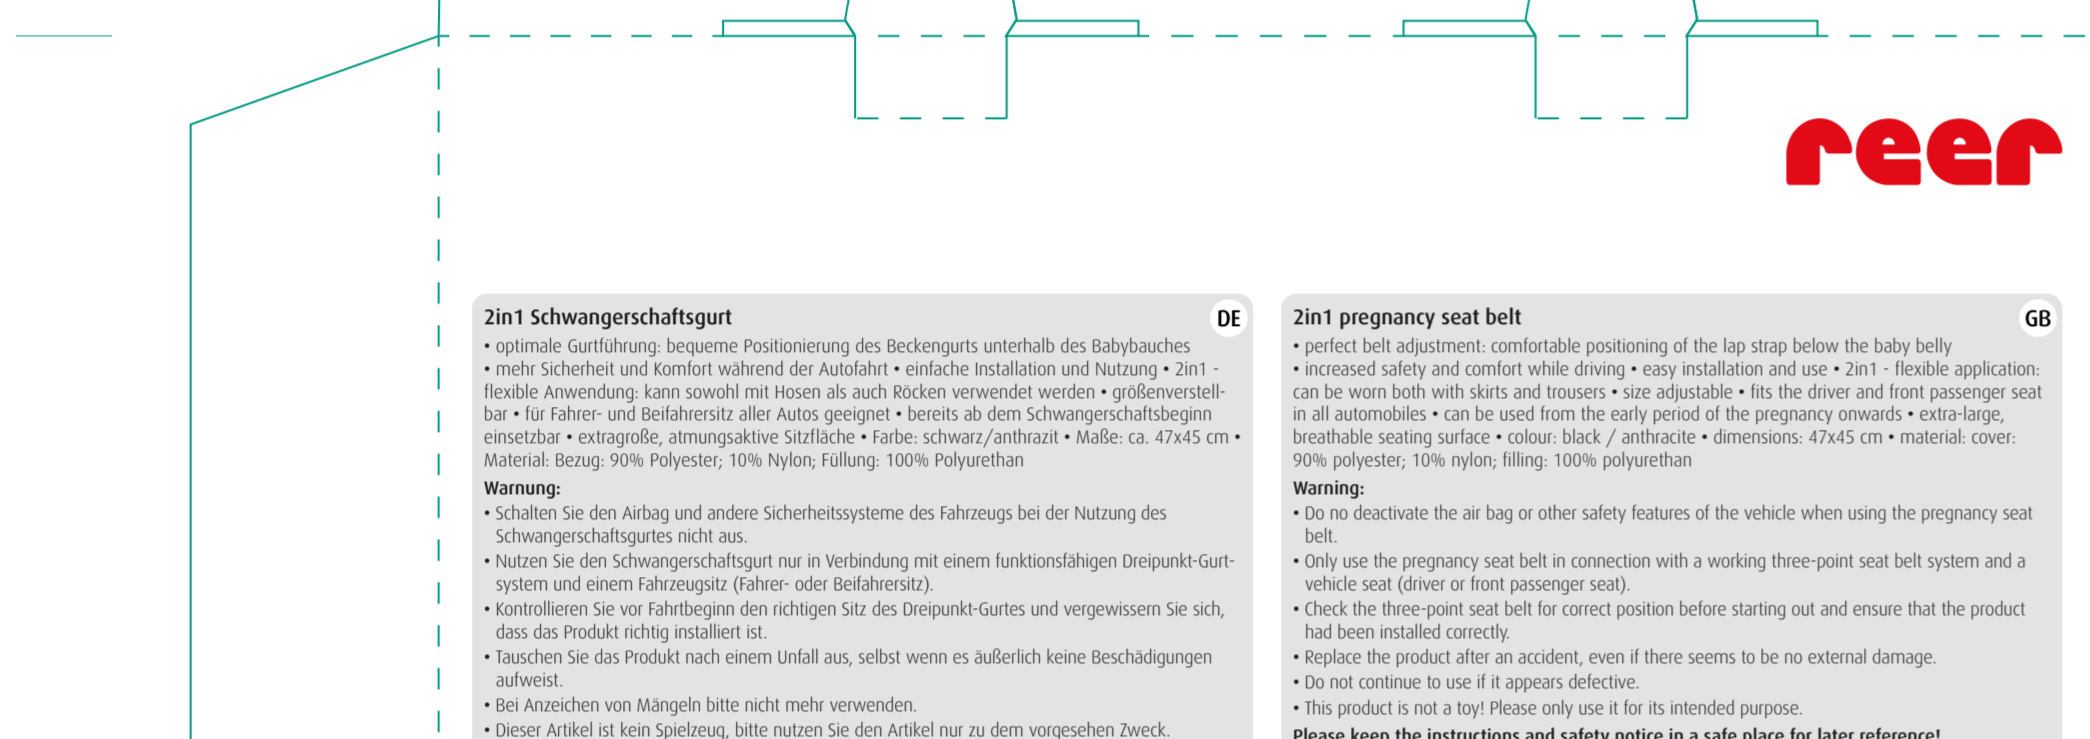 reer
2in1 Schwangerschaftsgurt
DE
• optimale Gurtführung: bequeme Positionierung des Beckengurts unterhalb des Babybauches
• mehr Sicherheit und Komfort während der Autofahrt • einfache Installation und Nutzung • 2in1 -
flexible Anwendung: kann sowohl mit Hosen als auch Röcken verwendet werden • größenverstell-
bar • für Fahrer- und Beifahrersitz aller Autos geeignet • bereits ab dem Schwangerschaftsbeginn
einsetzbar • extragroße, atmungsaktive Sitzfläche • Farbe: schwarz/anthrazit • Maße: ca. 47x45 cm •
Material: Bezug: 90% Polyester; 10% Nylon; Füllung: 100% Polyurethan
Warnung:
• Schalten Sie den Airbag und andere Sicherheitssysteme des Fahrzeugs bei der Nutzung des
Schwangerschaftsgurtes nicht aus.
• Nutzen Sie den Schwangerschaftsgurt nur in Verbindung mit einem funktionsfähigen Dreipunkt-Gurt-
system und einem Fahrzeugsitz (Fahrer- oder Beifahrersitz).
• Kontrollieren Sie vor Fahrtbeginn den richtigen Sitz des Dreipunkt-Gurtes und vergewissern Sie sich,
dass das Produkt richtig installiert ist.
• Tauschen Sie das Produkt nach einem Unfall aus, selbst wenn es äußerlich keine Beschädigungen
aufweist.
• Bei Anzeichen von Mängeln bitte nicht mehr verwenden.
• Dieser Artikel ist kein Spielzeug, bitte nutzen Sie den Artikel nur zu dem vorgesehen Zweck.
2in1 pregnancy seat belt
GB
• perfect belt adjustment: comfortable positioning of the lap strap below the baby belly
• increased safety and comfort while driving • easy installation and use • 2in1 - flexible application:
can be worn both with skirts and trousers • size adjustable • fits the driver and front passenger seat
in all automobiles • can be used from the early period of the pregnancy onwards • extra-large,
breathable seating surface • colour: black / anthracite • dimensions: 47x45 cm • material: cover:
90% polyester; 10% nylon; filling: 100% polyurethan
Warning:
• Do no deactivate the air bag or other safety features of the vehicle when using the pregnancy seat
belt.
• Only use the pregnancy seat belt in connection with a working three-point seat belt system and a
vehicle seat (driver or front passenger seat).
• Check the three-point seat belt for correct position before starting out and ensure that the product
had been installed correctly.
• Replace the product after an accident, even if there seems to be no external damage.
• Do not continue to use if it appears defective.
• This product is not a toy! Please only use it for its intended purpose.
Please keep the instructions and safety notice in a safe place for later reference!